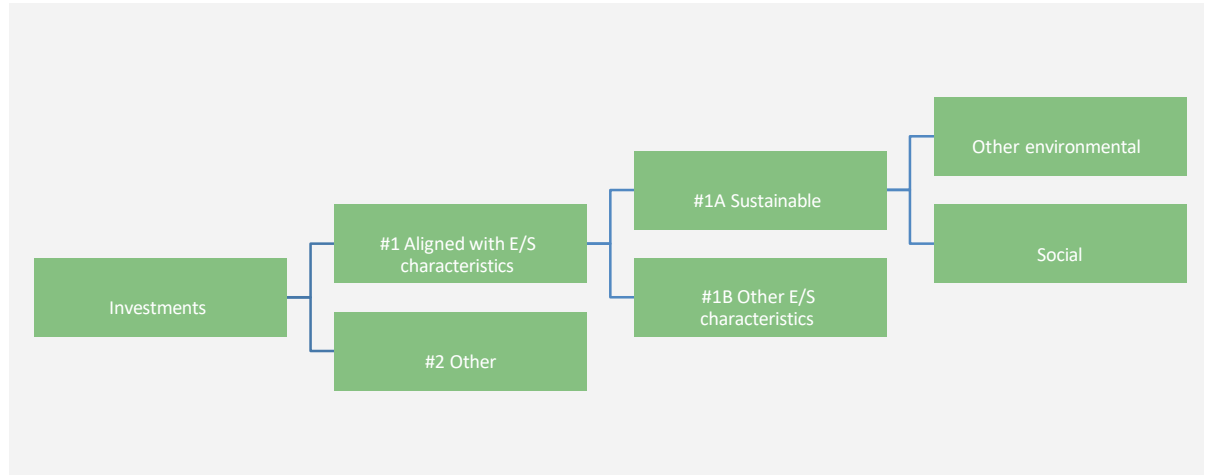 Investments
#1 Aligned with E/S
characteristics
#2 Other
#1A Sustainable
#1B Other E/S
characteristics
Other environmental
Social